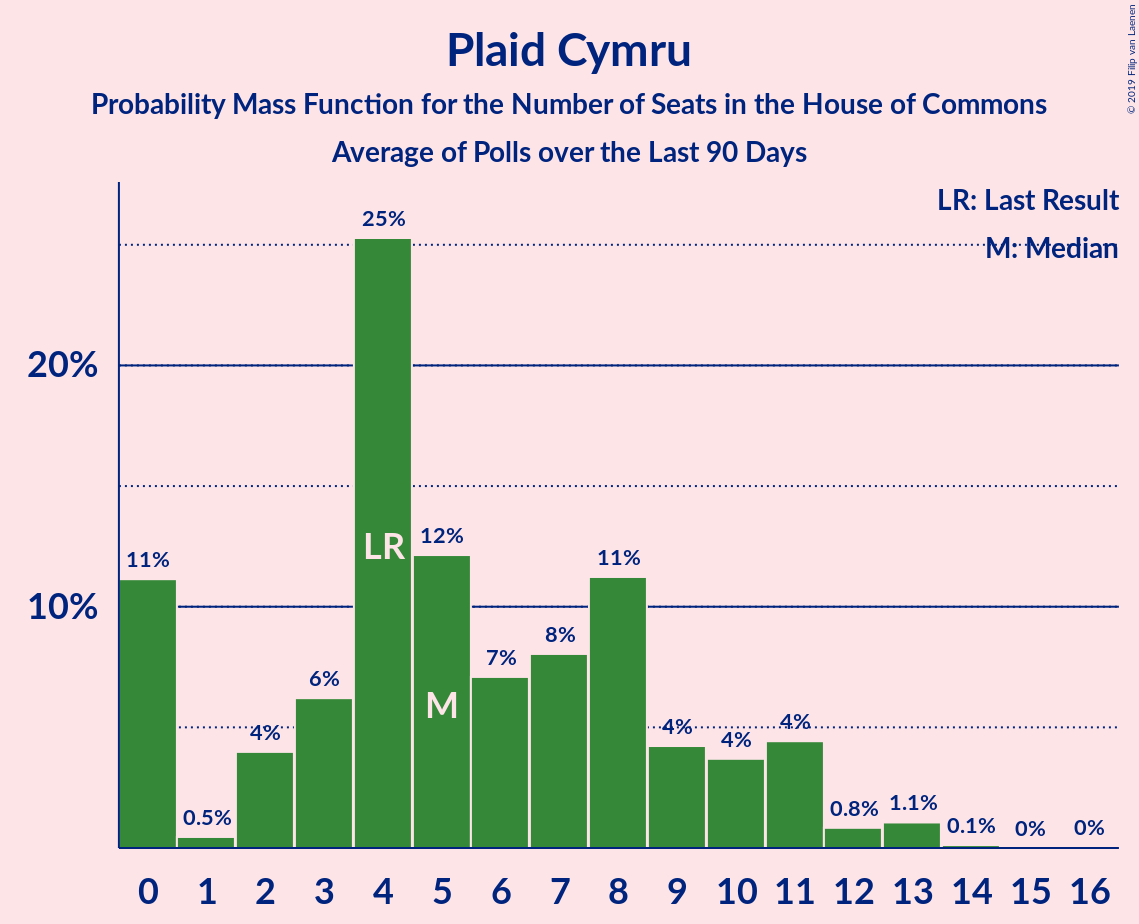 Plaid Cymru
Probability Mass Function for the Number of Seats in the House of Commons
Average of Polls over the Last 90 Days
© 2019 Filip van Laenen
LR: Last Result
M: Median
20%
10%
11%
0.5%
4%
6%
25%
12%
7%
8%
11%
4%
4%
4%
0.8%
1.1%
0.1%
0%
0%
LR
M
0 1 2 3 4 5 6 7 8 9 10 11 12 13 14 15 16